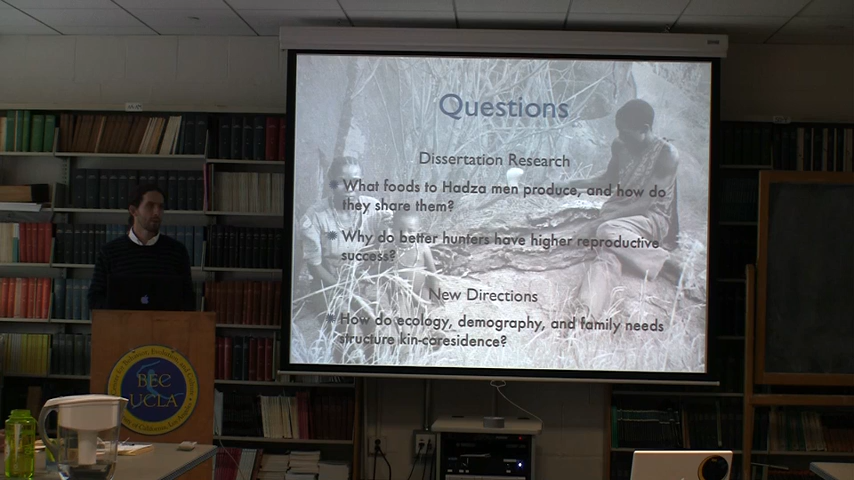 Questions
Dissertation Research
What foods to Hadza men produce, and how do
they share them?
Why do better hunters have higher reproductive
success?
New Directions
How do ecology, demography, and family needs
structure kin-coresidence?
BEC
UCLA